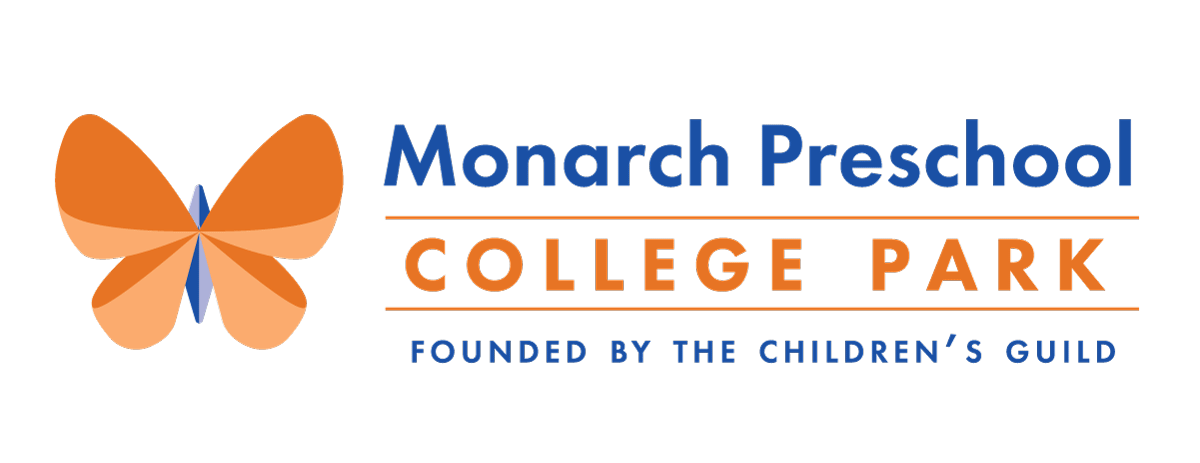 Monarch Preschool
COLLEGE PARK
FOUNDED BY THE CHILDREN'S GUILD